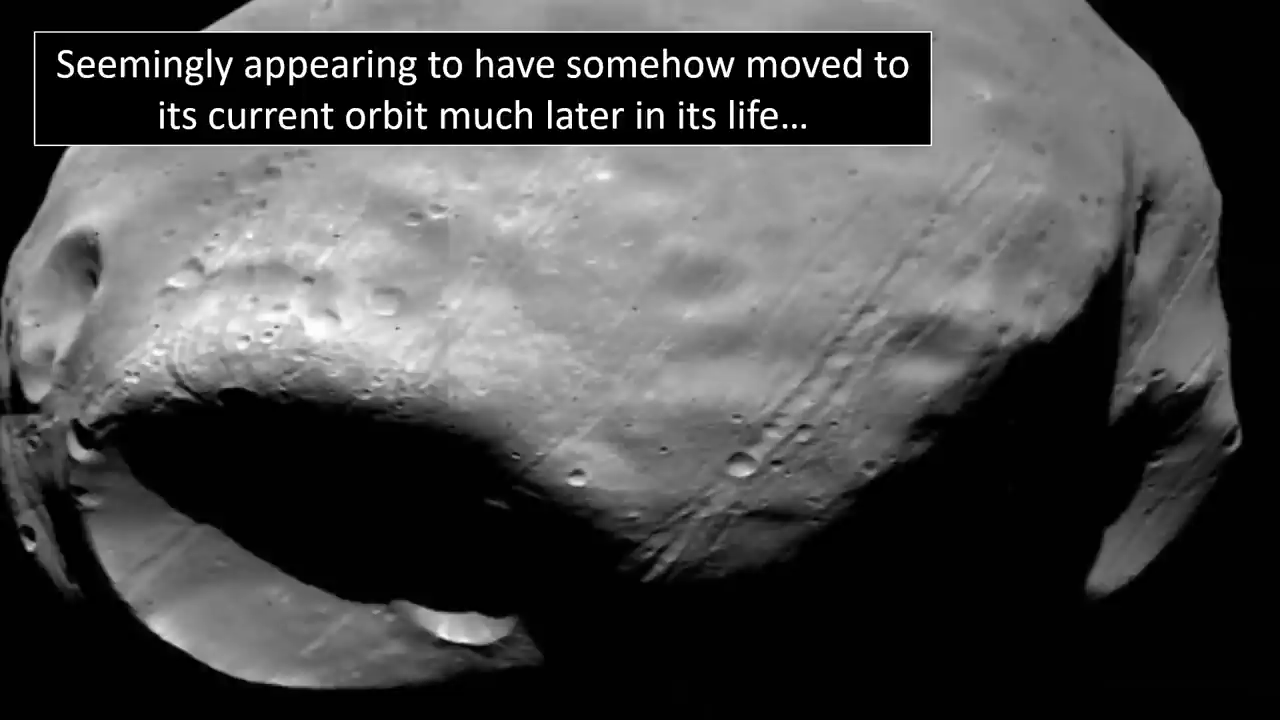 Seemingly appearing to have somehow moved to
its current orbit much later in its life…